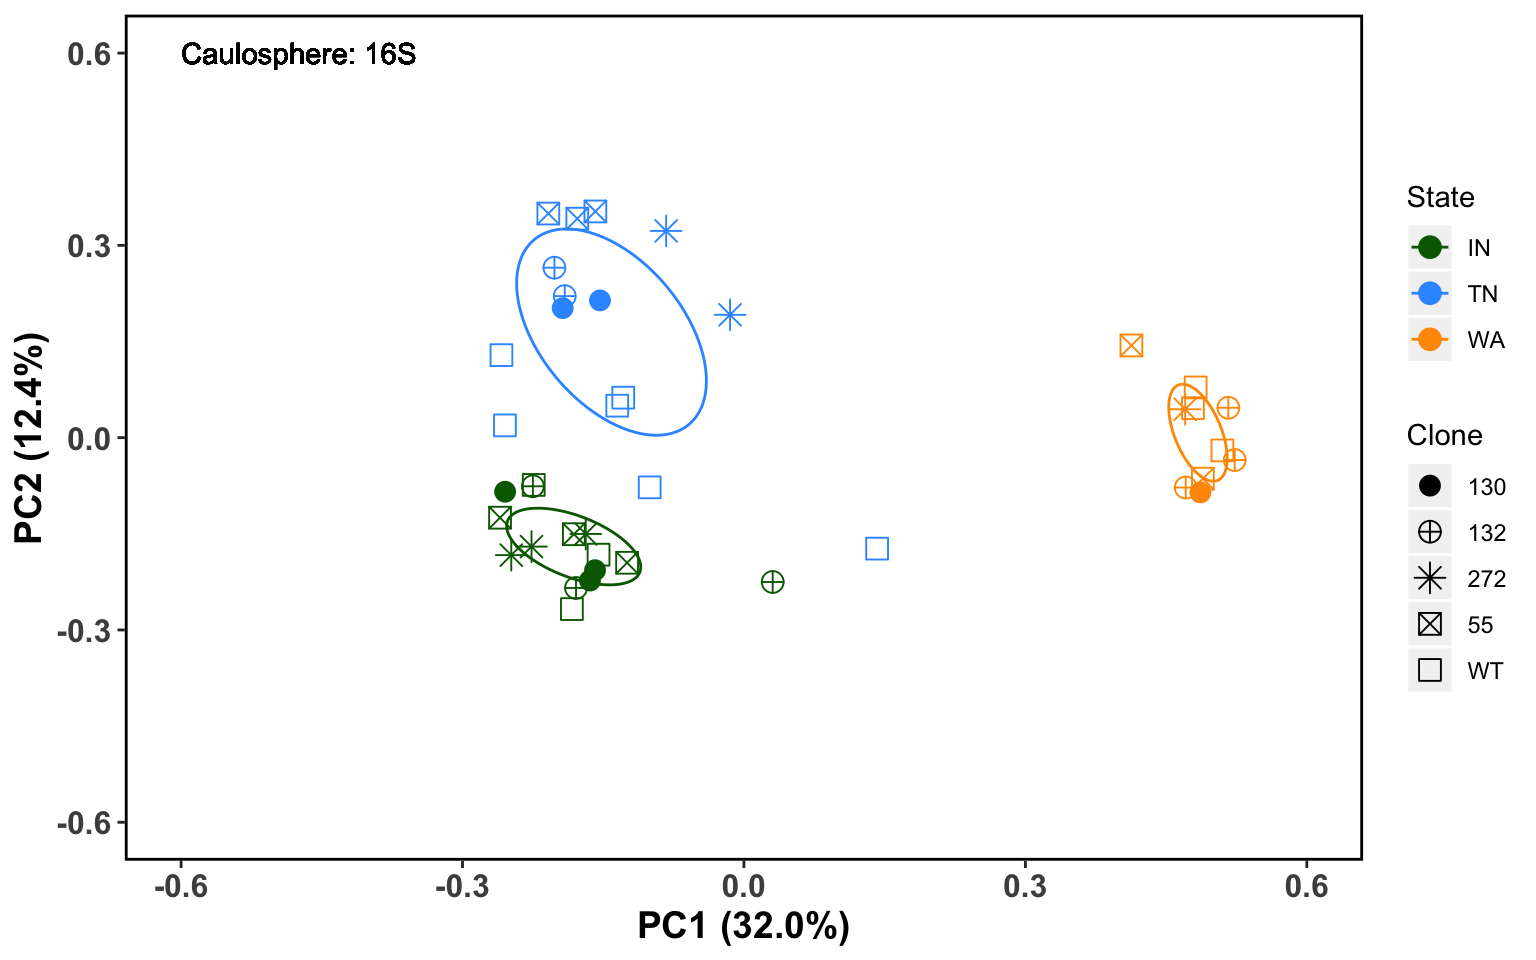 Caulosphere: 16S
0.6
0.3
0.0
-0.3
-0.6
PC2 (12.4%)
-0.6
-0.3
0.0
0.3
0.6
PC1 (32.0%)
State
IN
TN
WA
Clone
130
132
272
55
WT